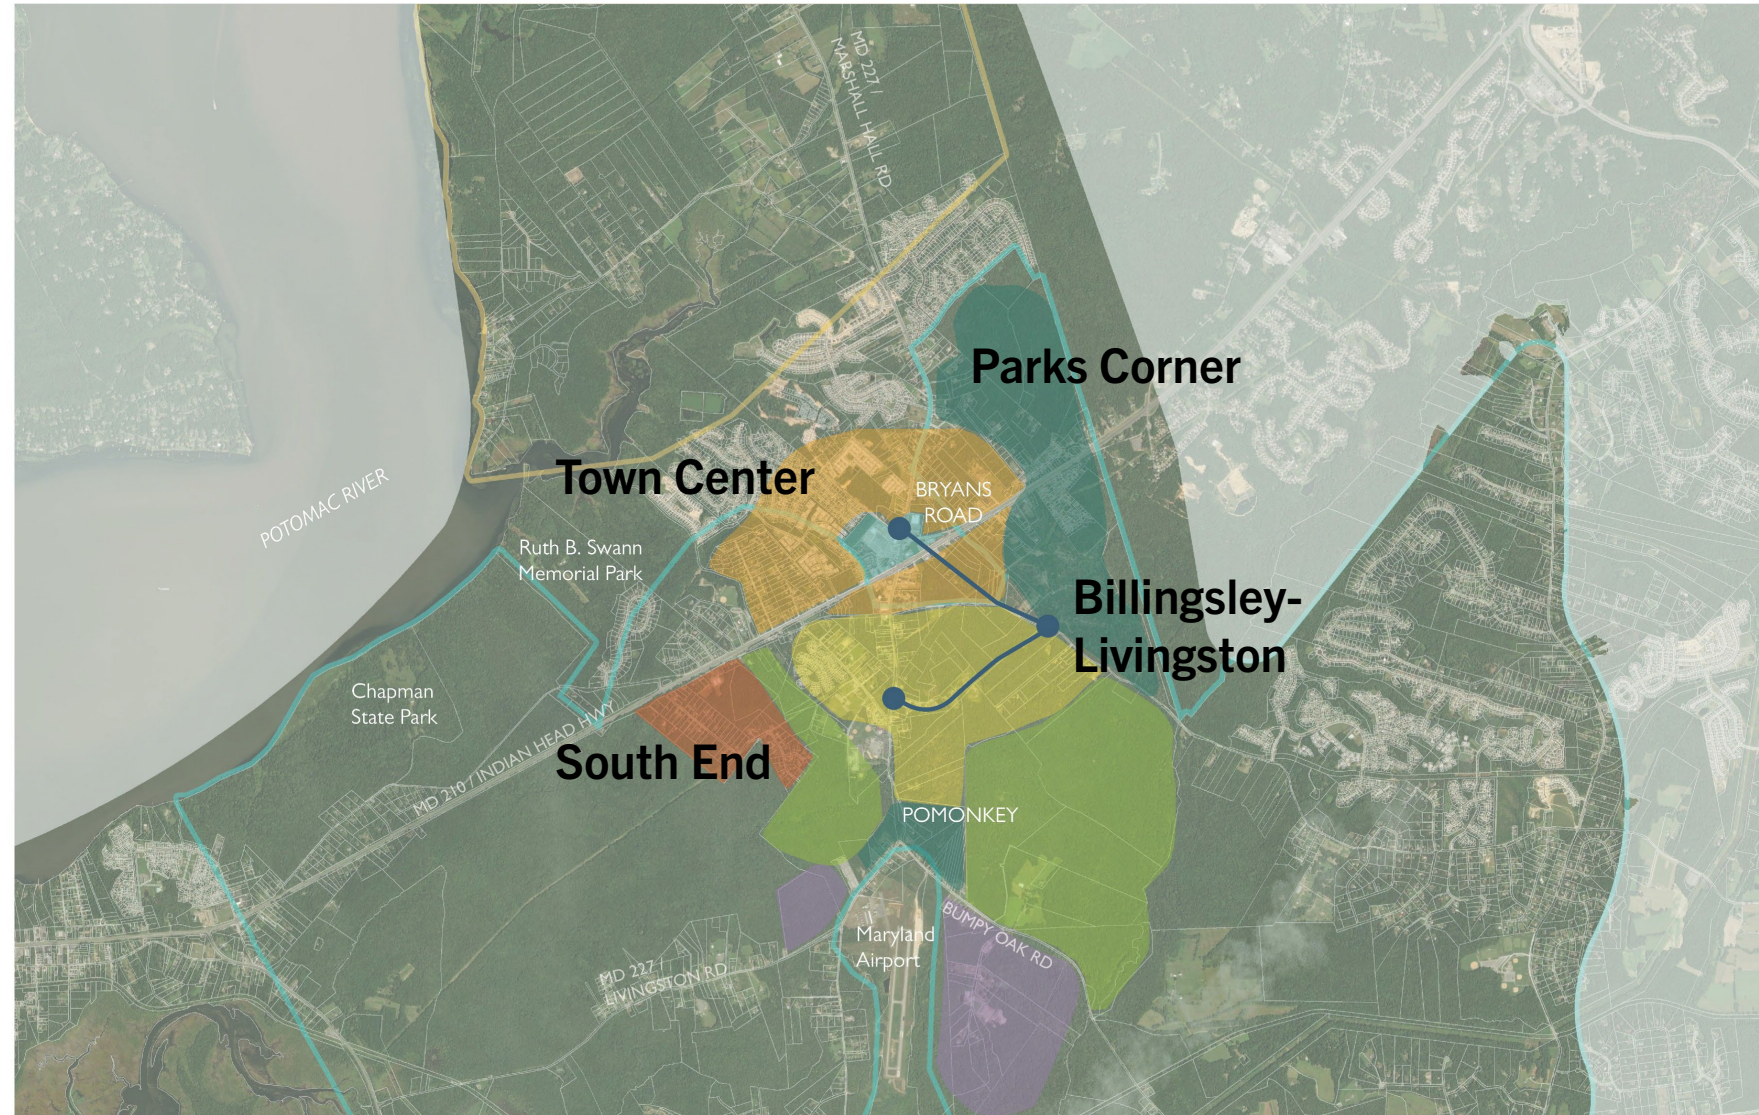 MD 227 /
MARSHALL HALL RD
Parks Corner
Town Center
BRYANS
ROAD
POTOMAC RIVER
Ruth B. Swann
Memorial Park
Billingsley-
Livingston
Chapman
State Park
MD 210 / INDIAN HEAD HWY
South End
POMONKEY
BUMPY OAK RD
Maryland
Airport
MD 227 /
LIVINGSTON RD